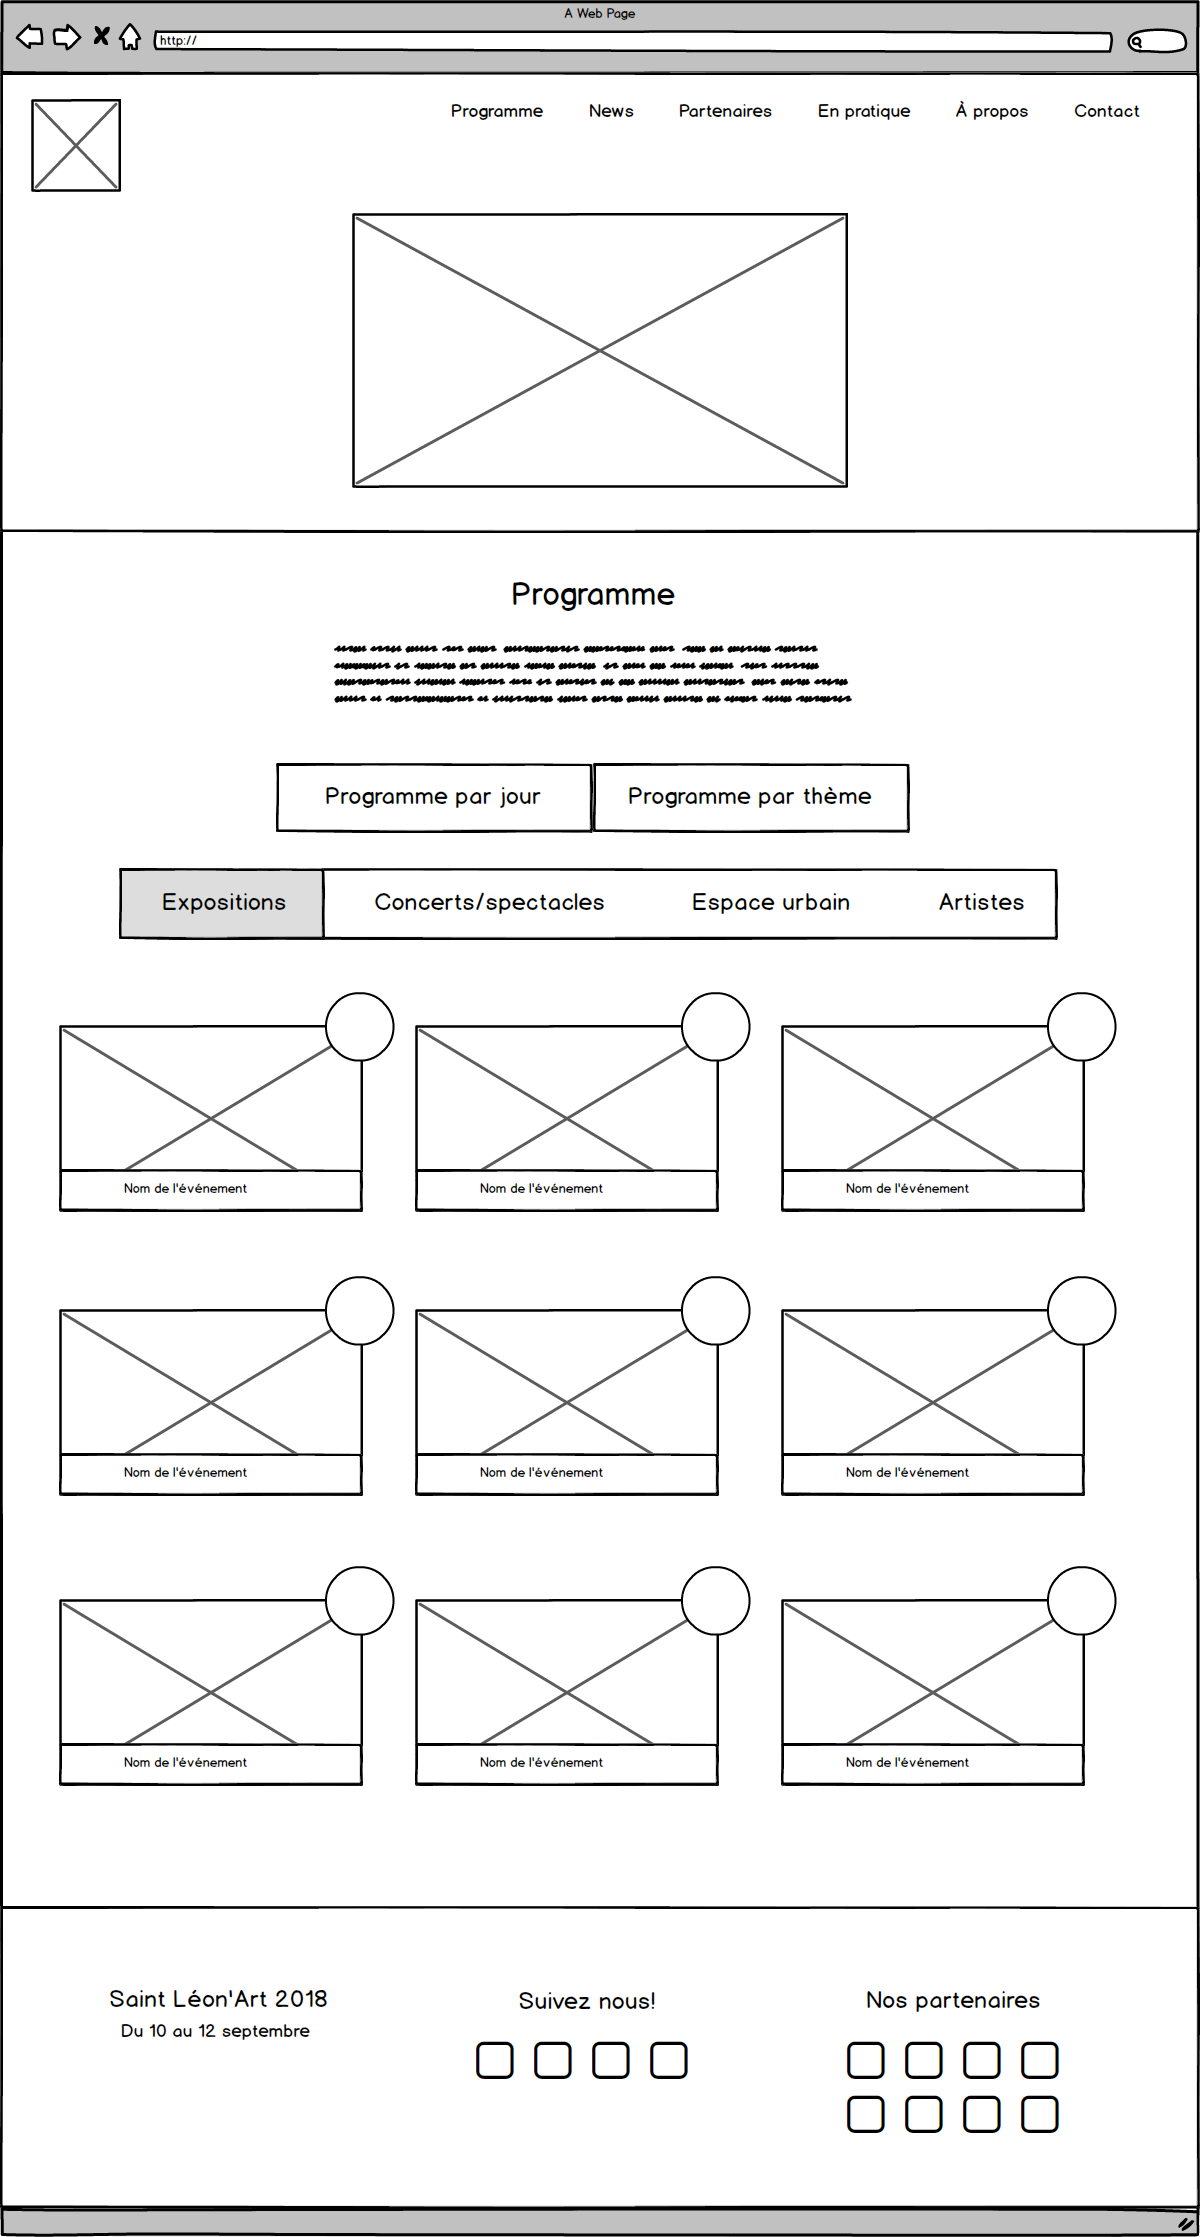 A Web Page
http://
Programme News Partenaires En pratique À propos Contact
Programme
Programme par jour Programme par thème
Expositions Concerts/spectacles Espace urbain Artistes
Nom de l'événement Nom de l'événement Nom de l'événement
Nom de l'événement Nom de l'événement Nom de l'événement
Nom de l'événement Nom de l'événement Nom de l'événement
Saint Léon'Art 2018 Suivez nous! Nos partenaires
Du 10 au 12 septembre